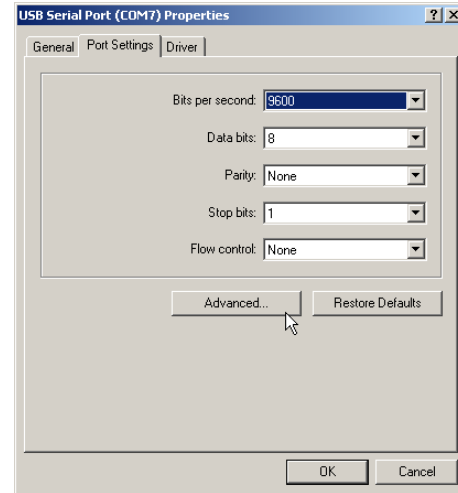 USB Serial Port (COM7) Properties
General Port Settings Driver
Bits per second: 9600
Data bits: 8
Parity: None
Stop bits: 1
Flow control: None
Advanced... Restore Defaults
OK Cancel